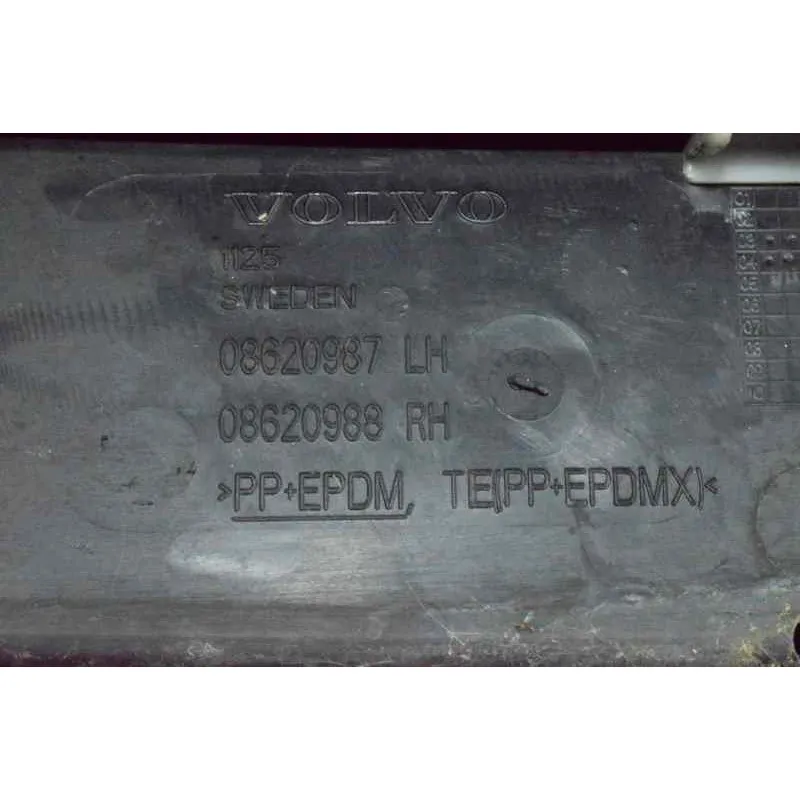 VOLVO
1125
SWEDEN
08620987 LH
08620988 RH
>PP+EPDM, TE(PP+EPDMX)<